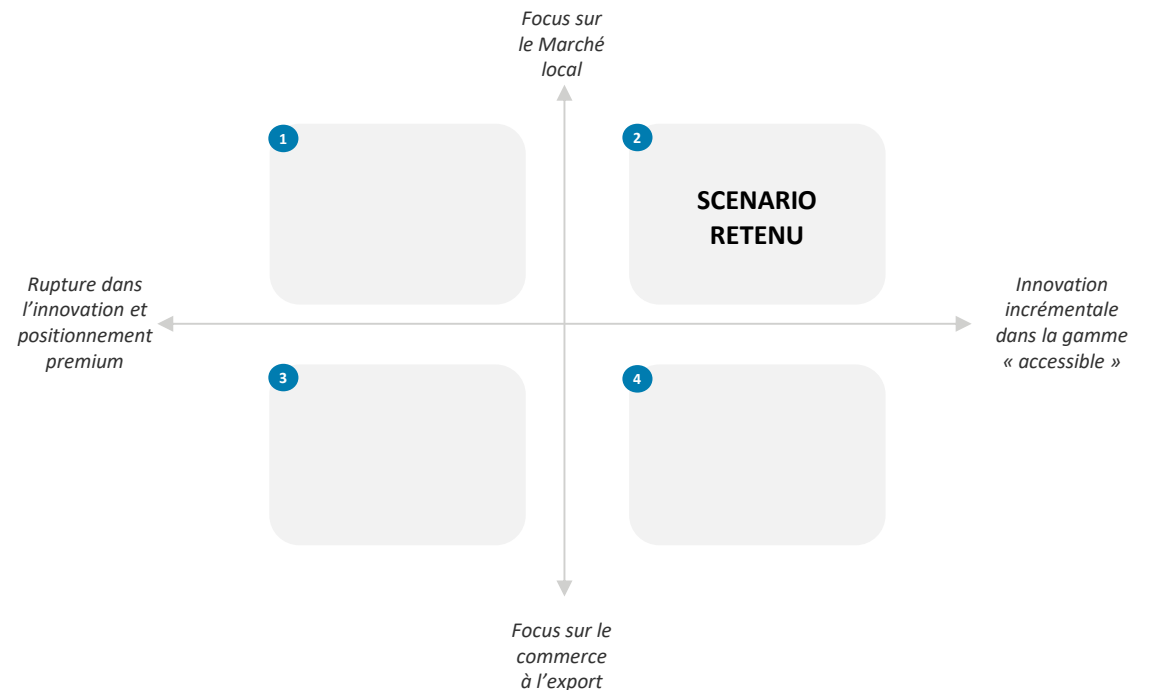 Focus sur
le Marché
local
1
2
SCENARIO
RETENU
Rupture dans
l’innovation et
positionnement
premium
Innovation
incrémentale
dans la gamme
« accessible »
3
4
Focus sur le
commerce
à l’export